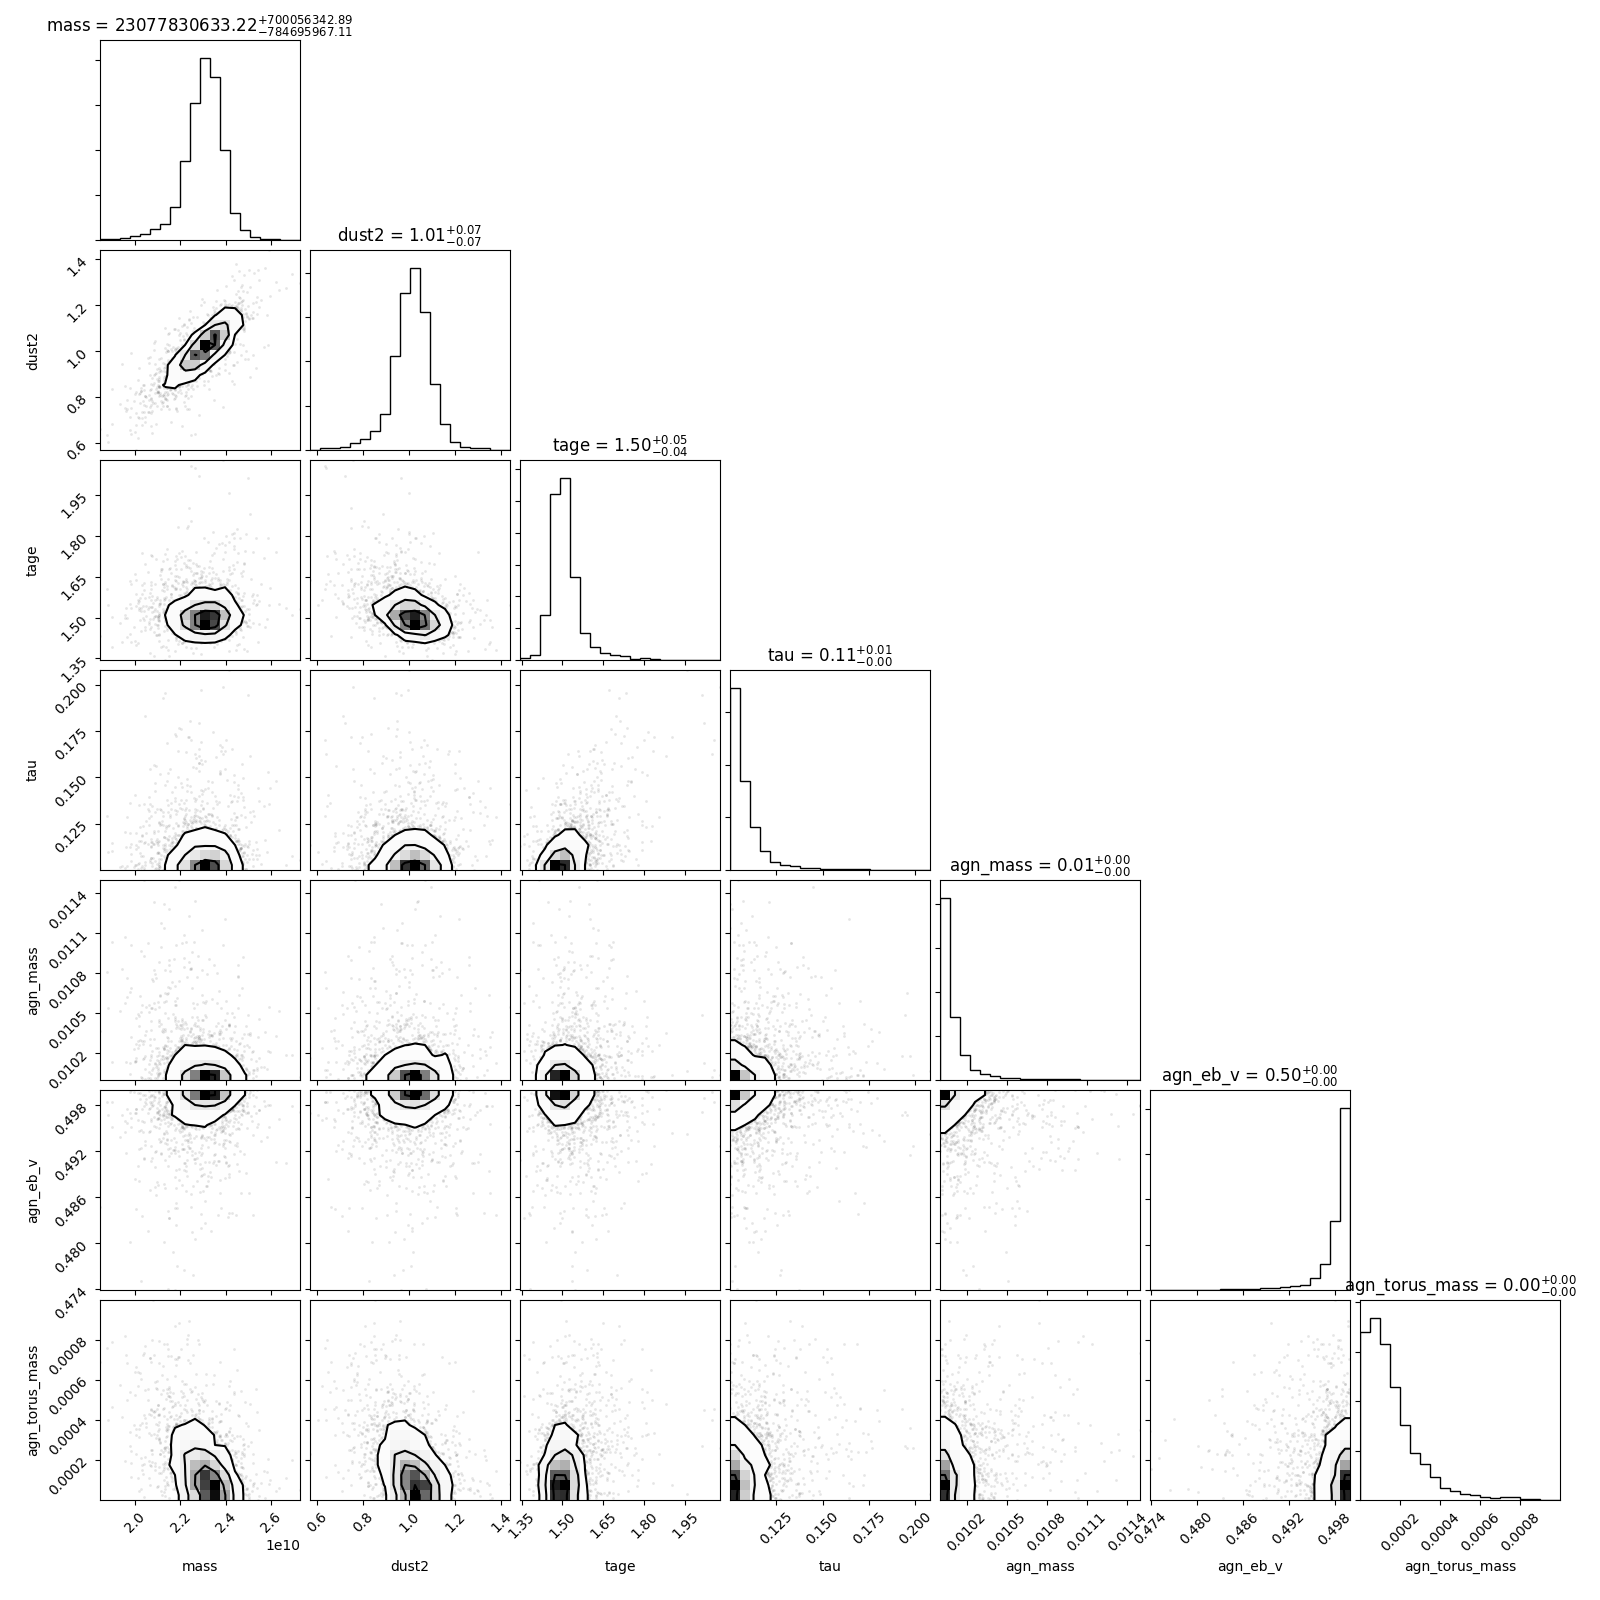 mass = 23077830633.22+700056342.89 −784695967.11
dust2 = 1.01+0.07 −0.07
1.4
1.2
1.0
0.8
0.6
dust2
tage = 1.50+0.05 −0.04
1.95
1.80
1.65
1.50
1.35
tage
tau = 0.11+0.01 −0.00
0.200
0.175
0.150
0.125
tau
agn_mass = 0.01+0.00 −0.00
0.0114
0.0111
0.0108
0.0105
0.0102
agn_mass
agn_eb_v = 0.50+0.00 −0.00
0.498
0.492
0.486
0.480
0.474
agn_eb_v
agn_torus_mass = 0.00+0.00 −0.00
0.0008
0.0006
0.0004
0.0002
agn_torus_mass
2.0 2.2 2.4 2.6
1e10
mass
0.6 0.8 1.0 1.2 1.4
dust2
1.35 1.50 1.65 1.80 1.95
tage
0.125 0.150 0.175 0.200
tau
0.0102 0.0105 0.0108 0.0111 0.0114
agn_mass
0.474 0.480 0.486 0.492 0.498
agn_eb_v
0.0002 0.0004 0.0006 0.0008
agn_torus_mass